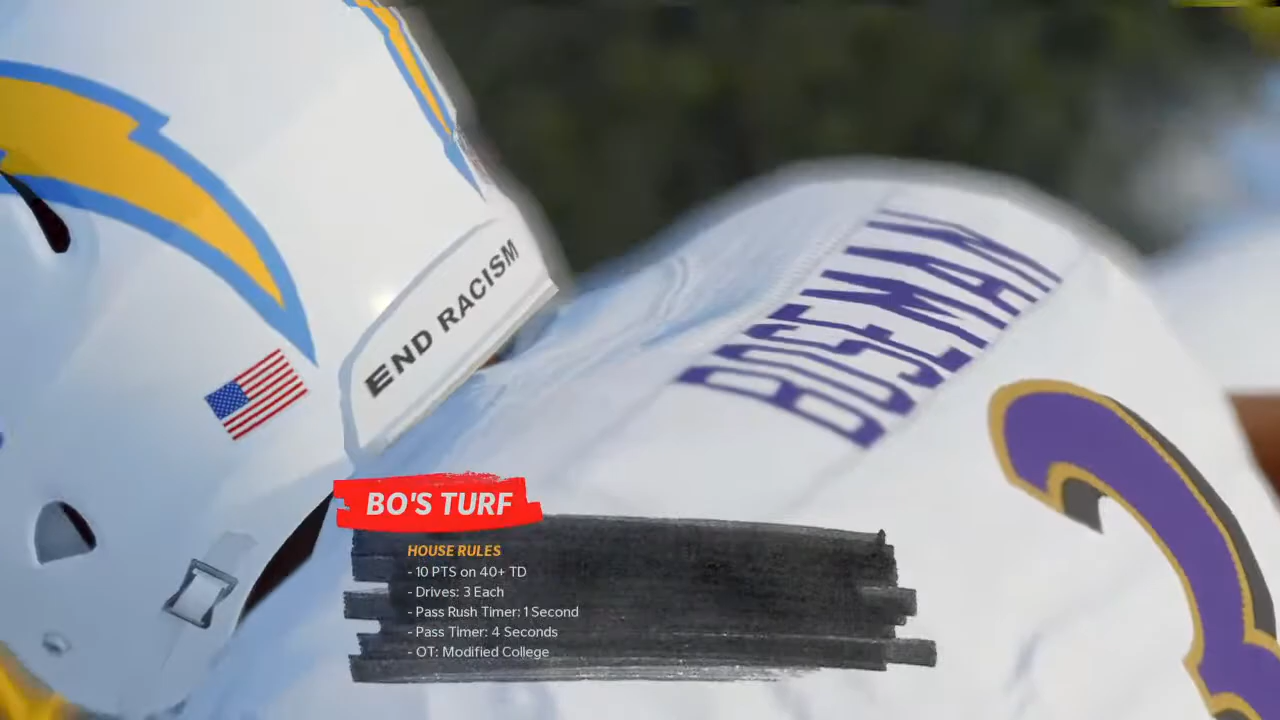 END RACISM
BOSEMAN
BO'S TURF
HOUSE RULES
- 10 PTS on 40+ TD
- Drives: 3 Each
- Pass Rush Timer: 1 Second
- Pass Timer: 4 Seconds
- OT: Modified College